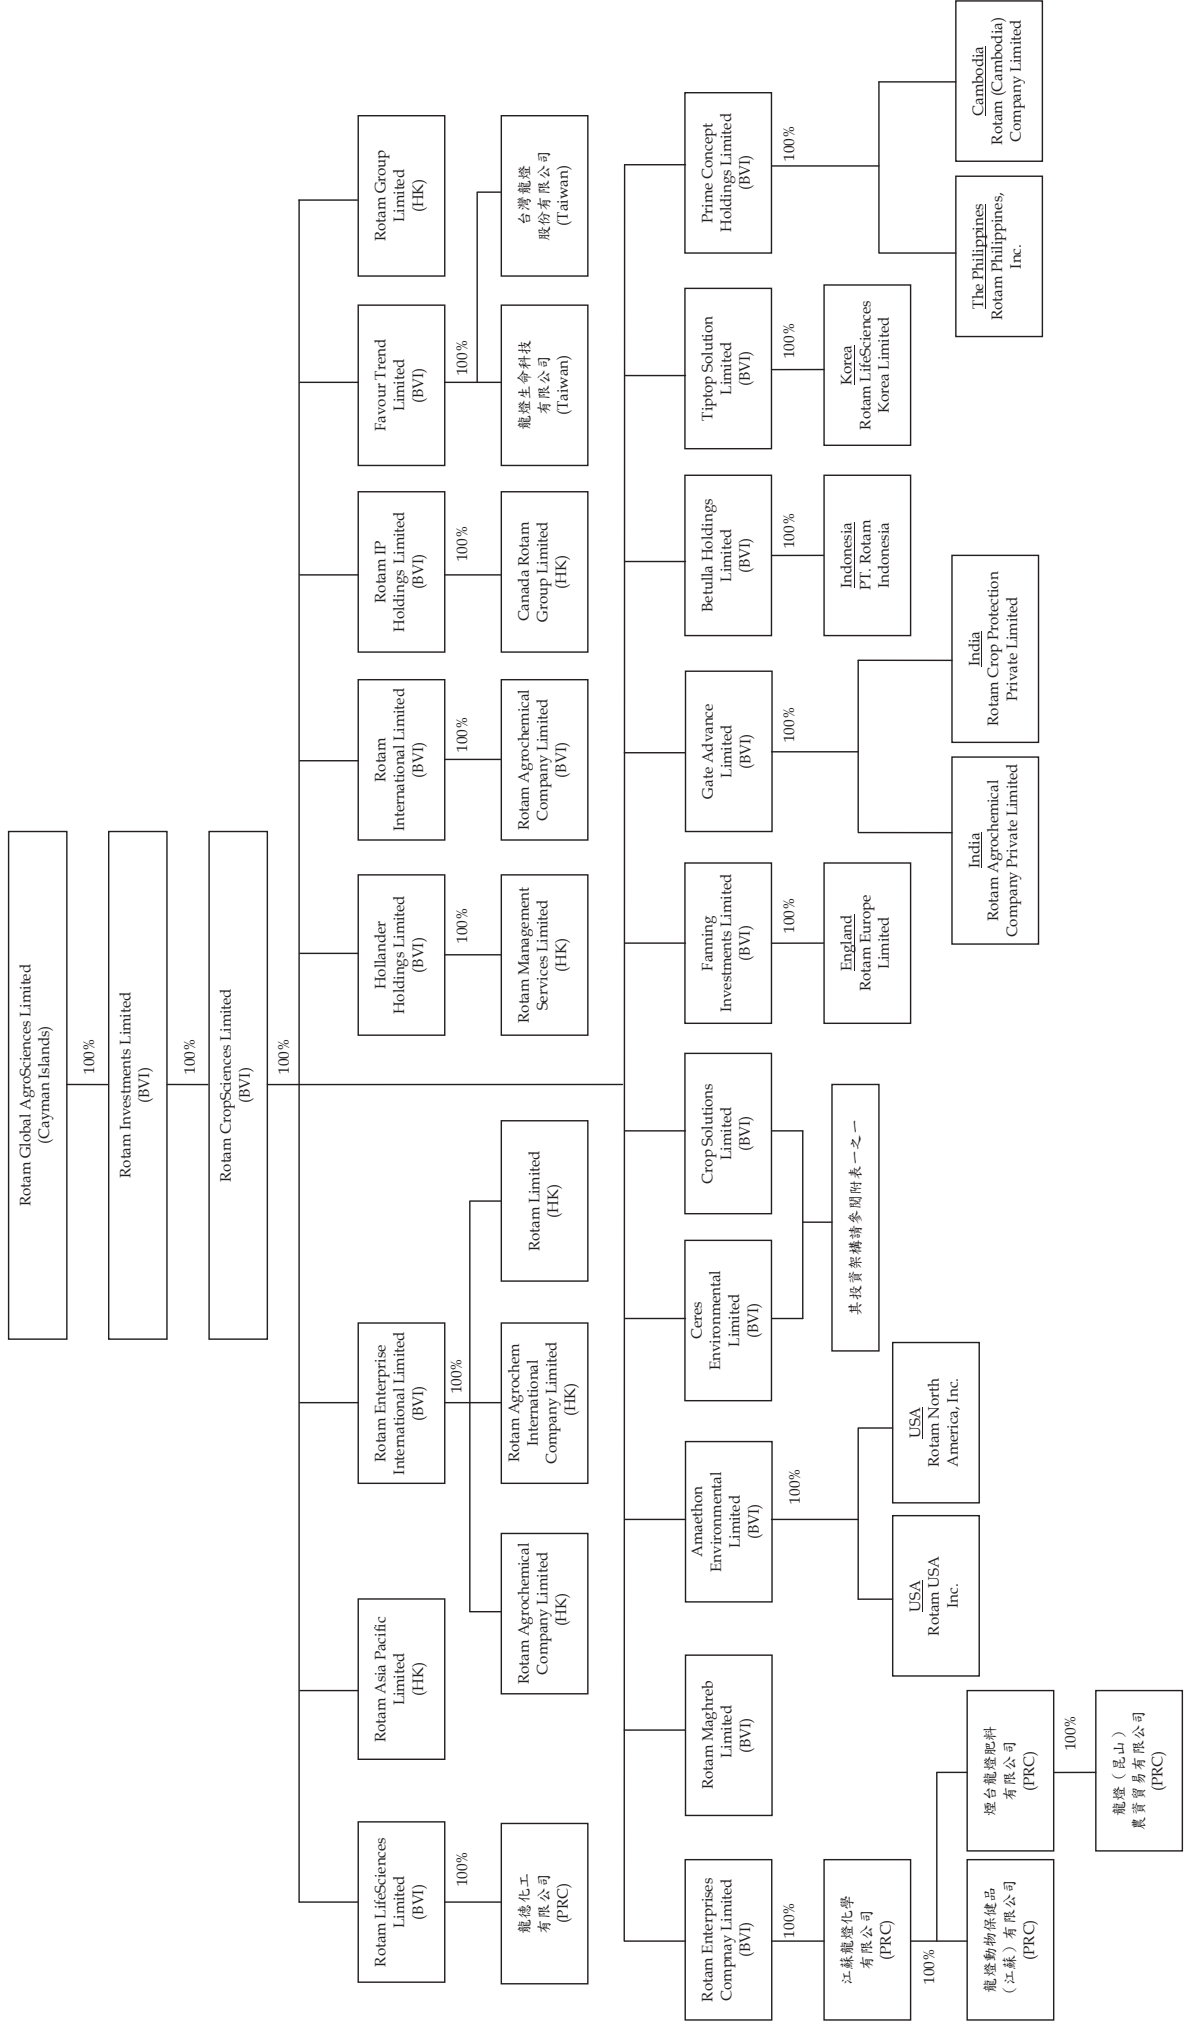 Rotam Global AgroSciences Limited
(Cayman Islands)
100%
Rotam Investments Limited
(BVI)
100%
Rotam CropSciences Limited
(BVI)
100%
Rotam LifeSciences
Limited
(BVI)
100%
龍德化工
有限公司
(PRC)
Rotam Asia Pacific
Limited
(HK)
Rotam Enterprise
International Limited
(BVI)
100%
Rotam Agrochemical
Company Limited
(HK)
Rotam Agrochem
International
Company Limited
(HK)
Rotam Limited
(HK)
Hollander
Holdings Limited
(BVI)
100%
Rotam Management
Services Limited
(HK)
Rotam
International Limited
(BVI)
100%
Rotam Agrochemical
Company Limited
(BVI)
Rotam IP
Holdings Limited
(BVI)
100%
Canada Rotam
Group Limited
(HK)
Favour Trend
Limited
(BVI)
100%
龍燈生命科技
有限公司
(Taiwan)
台灣龍燈
股份有限公司
(Taiwan)
Rotam Group
Limited
(HK)
Rotam Enterprises
Compnay Limited
(BVI)
100%
江蘇龍燈化學
有限公司
(PRC)
100%
龍燈動物保健品
（江蘇）有限公司
(PRC)
煙台龍燈肥料
有限公司
(PRC)
100%
龍燈（昆山）
農資貿易有限公司
(PRC)
Rotam Maghreb
Limited
(BVI)
Amaethon
Environmental
Limited
(BVI)
100%
USA
Rotam USA
Inc.
USA
Rotam North
America, Inc.
Ceres
Environmental
Limited
(BVI)
Crop Solutions
Limited
(BVI)
其投資架構請參閱附表一之一
Fanning
Investments Limited
(BVI)
100%
England
Rotam Europe
Limited
Gate Advance
Limited
(BVI)
100%
India
Rotam Agrochemical
Company Private Limited
India
Rotam Crop Protection
Private Limited
Betulla Holdings
Limited
(BVI)
100%
Indonesia
PT. Rotam
Indonesia
Tiptop Solution
Limited
(BVI)
100%
Korea
Rotam LifeSciences
Korea Limited
Prime Concept
Holdings Limited
(BVI)
100%
The Philippines
Rotam Philippines,
Inc.
Cambodia
Rotam (Cambodia)
Company Limited